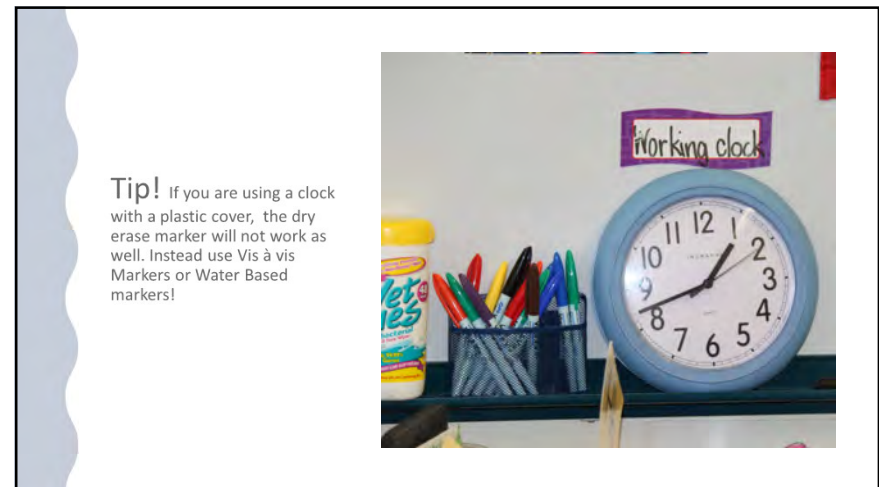 Tip! If you are using a clock
with a plastic cover, the dry
erase marker will not work as
well. Instead use Vis à vis
Markers or Water Based
markers!
Working clock
11 12 1
10 2
9 3
8 4
7 6 5